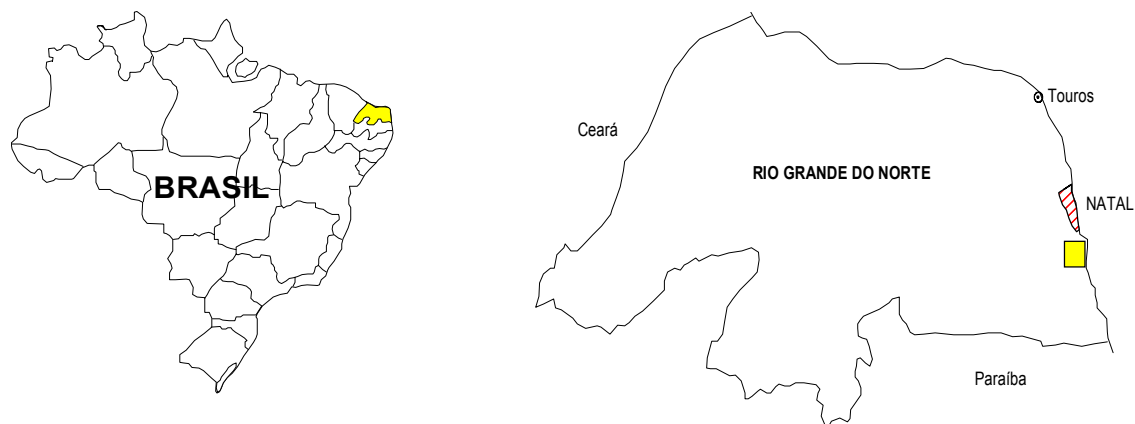 BRASIL
Touros
Ceará
RIO GRANDE DO NORTE
NATAL
Paraíba